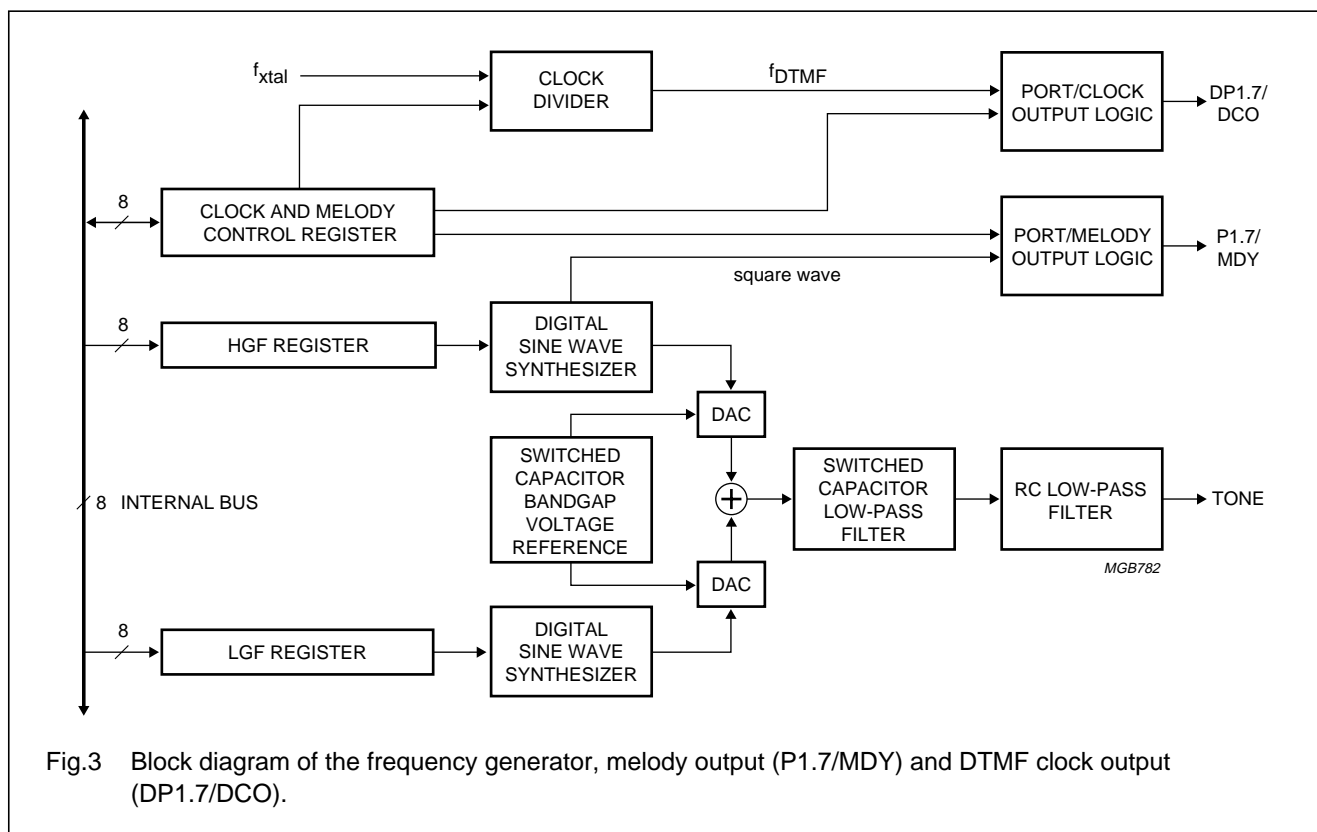 fxtal
CLOCK
DIVIDER
fDTMF
PORT/CLOCK
OUTPUT LOGIC
DP1.7/
DCO
8
CLOCK AND MELODY
CONTROL REGISTER
PORT/MELODY
OUTPUT LOGIC
P1.7/
MDY
square wave
8
HGF REGISTER
DIGITAL
SINE WAVE
SYNTHESIZER
DAC
SWITCHED
CAPACITOR
BANDGAP
VOLTAGE
REFERENCE
SWITCHED
CAPACITOR
LOW-PASS
FILTER
RC LOW-PASS
FILTER
TONE
8 INTERNAL BUS
MGB782
DAC
8
LGF REGISTER
DIGITAL
SINE WAVE
SYNTHESIZER
Fig.3 Block diagram of the frequency generator, melody output (P1.7/MDY) and DTMF clock output
(DP1.7/DCO).